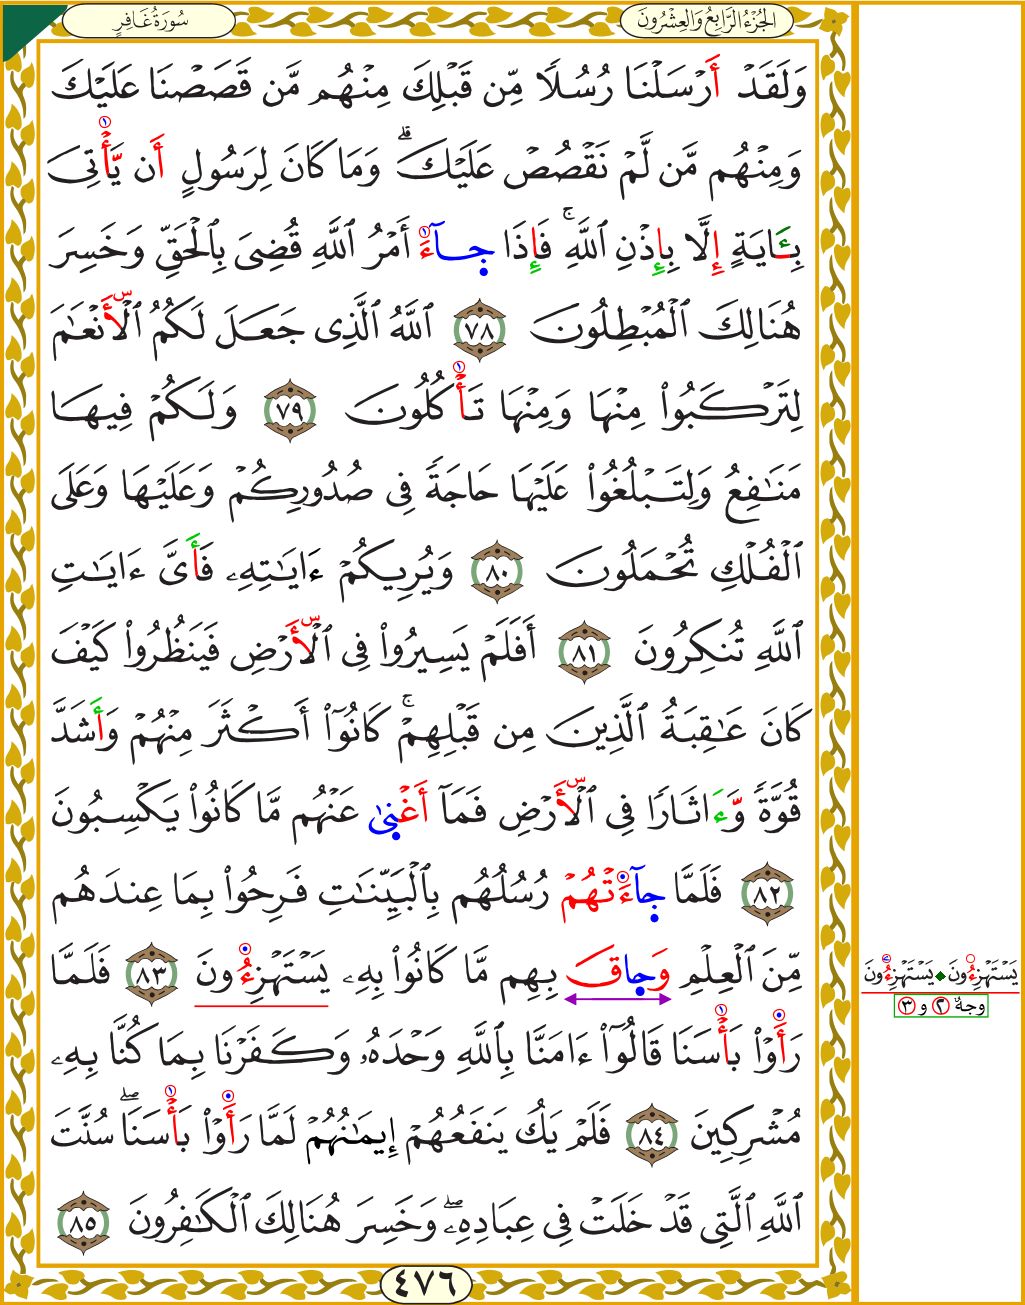 سُورَةُ غَافِرٍ
الجُزْءُ الرَّابِعُ وَالعِشْرُونَ
وَلَقَدۡ أَرۡسَلۡنَا رُسُلٗا مِّن قَبۡلِكَ مِنۡهُم مَّن قَصَصۡنَا عَلَيۡكَ
وَمِنۡهُم مَّن لَّمۡ نَقۡصُصۡ عَلَيۡكَۗ وَمَا كَانَ لِرَسُولٍ أَن يَّأۡتِيَ
بِـَٔايَةٍ إِلَّا بِإِذۡنِ ٱللَّهِۚ فَإِذَا جَآءَ أَمۡرُ ٱللَّهِ قُضِيَ بِٱلۡحَقِّ وَخَسِرَ
هُنَالِكَ ٱلۡمُبۡطِلُونَ ٧٨ ٱللَّهُ ٱلَّذِي جَعَلَ لَكُمُ ٱلۡأَنۡعَٰمَ
لِتَرۡكَبُواْ مِنۡهَا وَمِنۡهَا تَأۡكُلُونَ ٧٩ وَلَكُمۡ فِيهَا
مَنَٰفِعُ وَلِتَبۡلُغُواْ عَلَيۡهَا حَاجَةٗ فِي صُدُورِكُمۡ وَعَلَيۡهَا وَعَلَى
ٱلۡفُلۡكِ تُحۡمَلُونَ ٨٠ وَيُرِيكُمۡ ءَايَٰتِهِۦ فَأَيَّ ءَايَٰتِ
ٱللَّهِ تُنكِرُونَ ٨١ أَفَلَمۡ يَسِيرُواْ فِي ٱلۡأَرۡضِ فَيَنظُرُواْ كَيۡفَ
كَانَ عَٰقِبَةُ ٱلَّذِينَ مِن قَبۡلِهِمۡۚ كَانُوٓاْ أَكۡثَرَ مِنۡهُمۡ وَأَشَدَّ
قُوَّةٗ وَّءَاثَارٗا فِي ٱلۡأَرۡضِ فَمَآ أَغۡنِىٰ عَنۡهُم مَّا كَانُواْ يَكۡسِبُونَ
٨٢ فَلَمَّا جَآءَتۡهُمۡ رُسُلُهُم بِٱلۡبَيِّنَٰتِ فَرِحُواْ بِمَا عِندَهُم
مِّنَ ٱلۡعِلۡمِ وَحَاقَ بِهِم مَّا كَانُواْ بِهِۦ يَسۡتَهۡزِءُونَ ٨٣ فَلَمَّا
رَأَوۡاْ بَأۡسَنَا قَالُوٓاْ ءَامَنَّا بِٱللَّهِ وَحۡدَهُۥ وَكَفَرۡنَا بِمَا كُنَّا بِهِۦ
مُشۡرِكِينَ ٨٤ فَلَمۡ يَكُ يَنفَعُهُمۡ إِيمَٰنُهُمۡ لَمَّا رَأَوۡاْ بَأۡسَنَاۖ سُنَّتَ
ٱللَّهِ ٱلَّتِي قَدۡ خَلَتۡ فِي عِبَادِهِۦۖ وَخَسِرَ هُنَالِكَ ٱلۡكَٰفِرُونَ ٨٥
يَسۡتَهۡزِءُونَ ◆ يَسۡتَهۡزِءُونَ
وجهٌ ٢ و ٣
٤٧٦